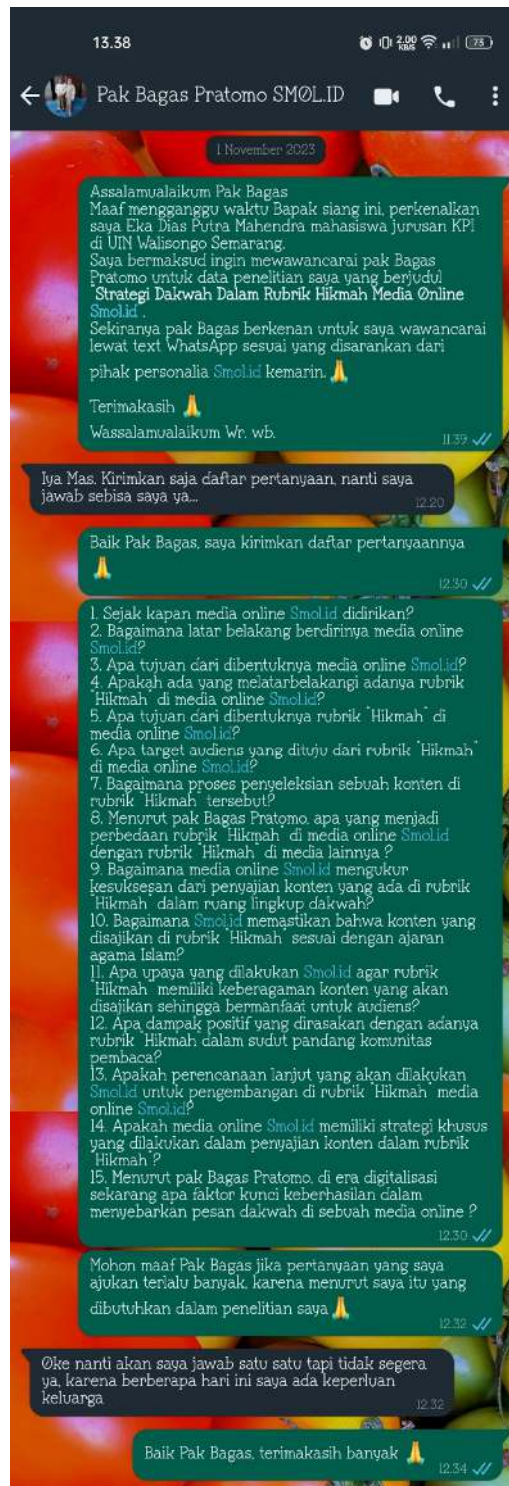 13.38
2.00 KB/S 73
Pak Bagas Pratomo SMØL.ID
1 November 2023
Assalamualaikum Pak Bagas
Maaf mengganggu waktu Bapak siang ini, perkenalkan
saya Eka Dias Putra Mahendra mahasiswa jurusan KPI
di UIN Walisongo Semarang.
Saya bermaksud ingin mewawancarai pak Bagas
Pratomo untuk data penelitian saya yang berjudul
"Strategi Dakwah Dalam Rubrik Hikmah Media Online
Smol.id".
Sekiranya pak Bagas berkenan untuk saya wawancarai
lewat text WhatsApp sesuai yang disarankan dari
pihak personalia Smol.id kemarin. 🙏
Terimakasih 🙏
Wassalamualaikum Wr. wb.
11.39
Iya Mas. Kirimkan saja daftar pertanyaan, nanti saya
jawab sebisa saya ya...
12.20
Baik Pak Bagas, saya kirimkan daftar pertanyaannya
🙏
12.30
1. Sejak kapan media online Smol.id didirikan?
2. Bagaimana latar belakang berdirinya media online
Smol.id?
3. Apa tujuan dari dibentuknya media online Smol.id?
4. Apakah ada yang melatarbelakangi adanya rubrik
"Hikmah" di media online Smol.id?
5. Apa tujuan dari dibentuknya rubrik "Hikmah" di
media online Smol.id?
6. Apa target audiens yang dituju dari rubrik "Hikmah"
di media online Smol.id?
7. Bagaimana proses penyeleksian sebuah konten di
rubrik "Hikmah" tersebut?
8. Menurut pak Bagas Pratomo, apa yang menjadi
perbedaan rubrik "Hikmah" di media online Smol.id
dengan rubrik "Hikmah" di media lainnya ?
9. Bagaimana media online Smol.id mengukur
kesuksesan dari penyajian konten yang ada di rubrik
"Hikmah" dalam ruang lingkup dakwah?
10. Bagaimana Smol.id memastikan bahwa konten yang
disajikan di rubrik "Hikmah" sesuai dengan ajaran
agama Islam?
11. Apa upaya yang dilakukan Smol.id agar rubrik
"Hikmah" memiliki keberagaman konten yang akan
disajikan sehingga bermanfaat untuk audiens?
12. Apa dampak positif yang dirasakan dengan adanya
rubrik "Hikmah dalam sudut pandang komunitas
pembaca?
13. Apakah perencanaan lanjut yang akan dilakukan
Smol.id untuk pengembangan di rubrik "Hikmah" media
online Smol.id?
14. Apakah media online Smol.id memiliki strategi khusus
yang dilakukan dalam penyajian konten dalam rubrik
"Hikmah"?
15. Menurut pak Bagas Pratomo, di era digitalisasi
sekarang apa faktor kunci keberhasilan dalam
menyebarkan pesan dakwah di sebuah media online ?
12.30
Mohon maaf Pak Bagas jika pertanyaan yang saya
ajukan terlalu banyak, karena menurut saya itu yang
dibutuhkan dalam penelitian saya 🙏
12.32
Øke nanti akan saya jawab satu satu tapi tidak segera
ya, karena berberapa hari ini saya ada keperluan
keluarga
12.32
Baik Pak Bagas, terimakasih banyak 🙏
12.34